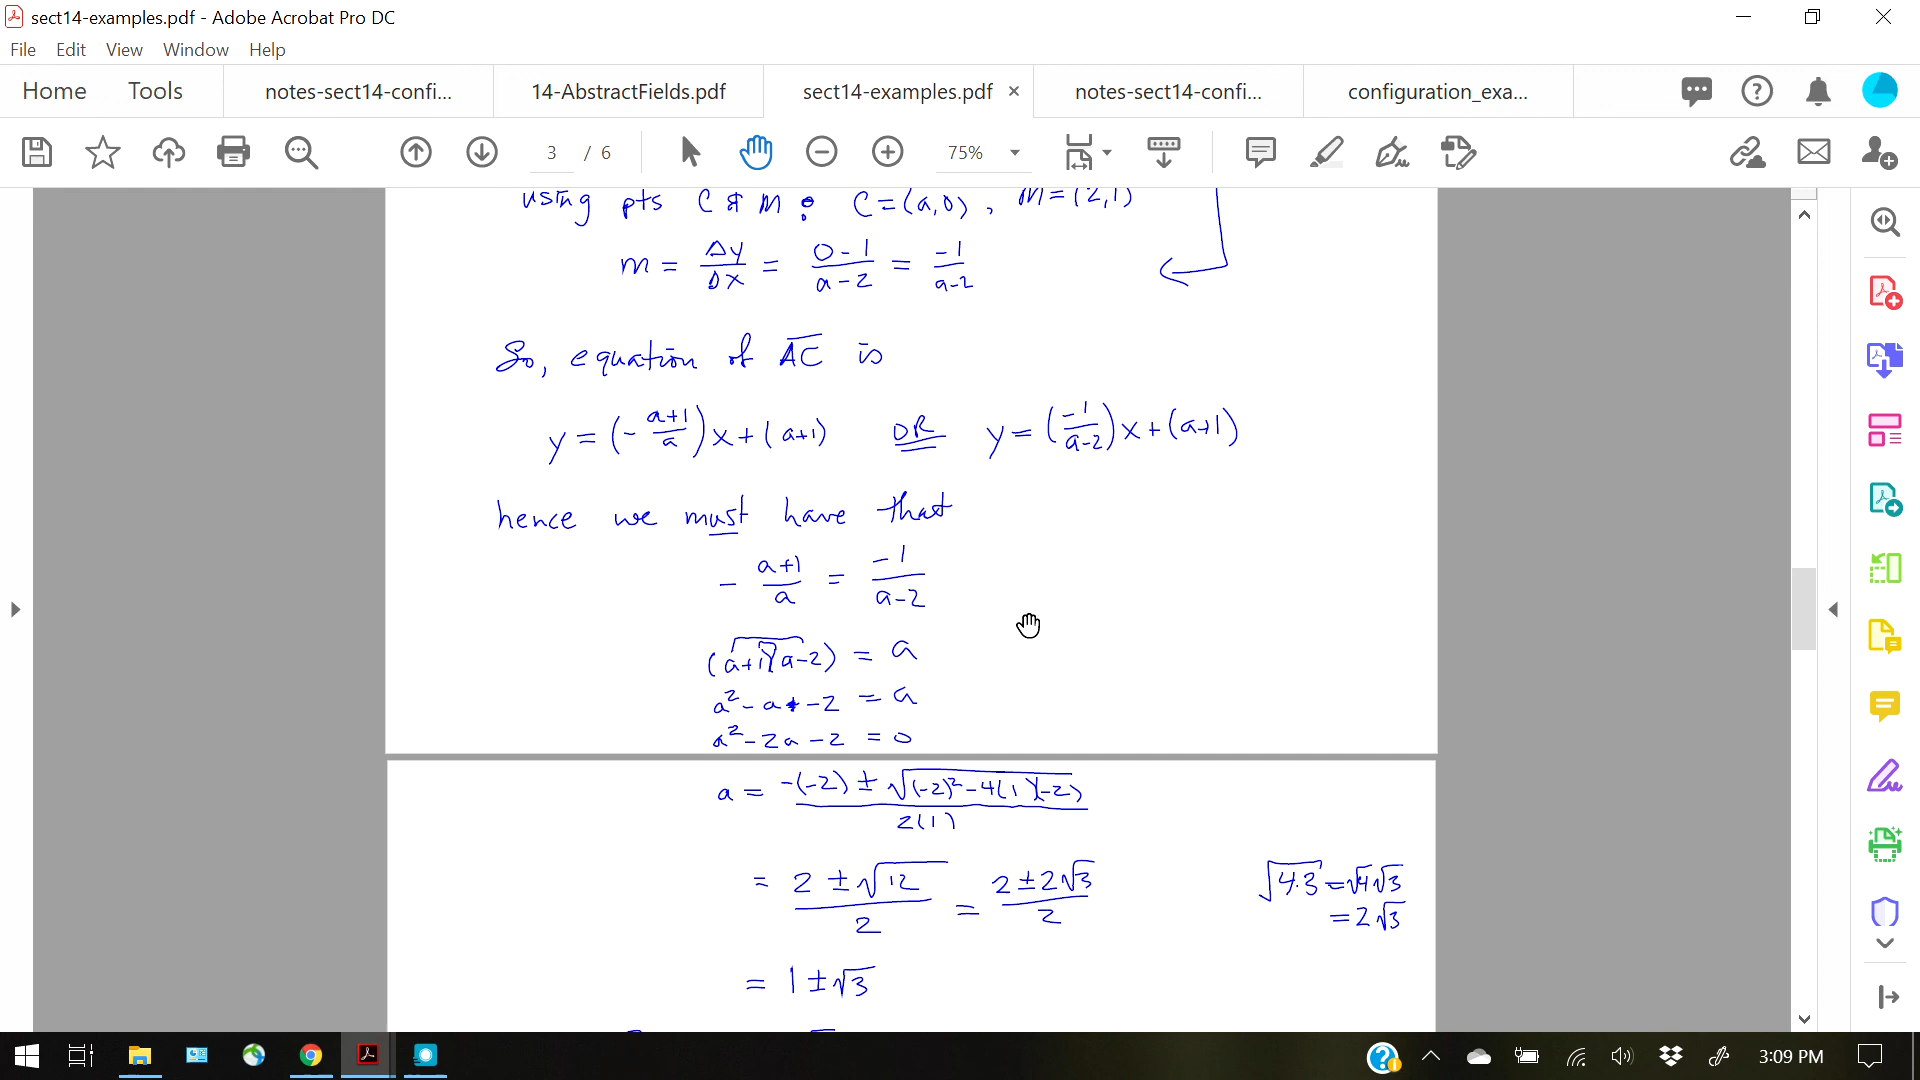 sect14-examples.pdf - Adobe Acrobat Pro DC
File Edit View Window Help
Home Tools notes-sect14-confi... 14-AbstractFields.pdf sect14-examples.pdf × notes-sect14-confi... configuration_exa...
3 / 6 75%
using pts C & M : C=(a,0), M=(2,1)
m = Δy/Δx = 0-1/a-2 = -1/a-2
So, equation of A̅C̅ is
y = (- a+1/a)x+(a+1) OR y = (-1/a-2)x+(a+1)
hence we must have that
- a+1/a = -1/a-2
(a+1)(a-2) = a
a² - a - 2 = a
a² - 2a - 2 = 0
a = -(-2) ± √(-2)²-4(1)(-2) / 2(1)
= 2 ± √12 / 2 = 2±2√3 / 2
√4·3 = √4√3
= 2√3
= 1 ± √3
3:09 PM